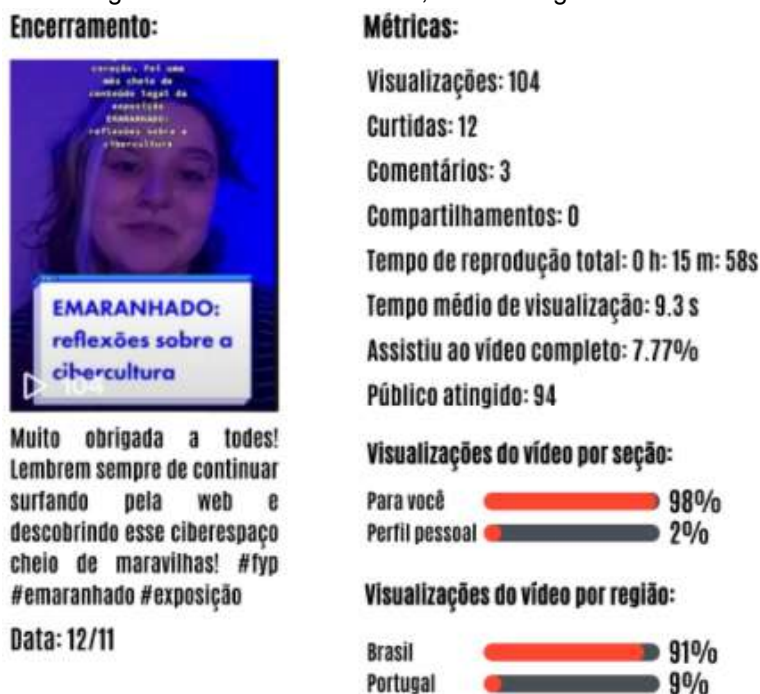 Encerramento:
coração. Foi uma
mês cheio de
conteúdo legal da
exposição
EMARANHADO:
reflexões sobre a
cibercultura
EMARANHADO:
reflexões sobre a
cibercultura
104
Muito obrigada a todes!
Lembrem sempre de continuar
surfando pela web e
descobrindo esse ciberespaço
cheio de maravilhas! #fyp
#emaranhado #exposição
Data: 12/11
Métricas:
Visualizações: 104
Curtidas: 12
Comentários: 3
Compartilhamentos: 0
Tempo de reprodução total: 0 h: 15 m: 58s
Tempo médio de visualização: 9.3 s
Assistiu ao vídeo completo: 7.77%
Público atingido: 94
Visualizações do vídeo por seção:
Para você 98%
Perfil pessoal 2%
Visualizações do vídeo por região:
Brasil 91%
Portugal 9%